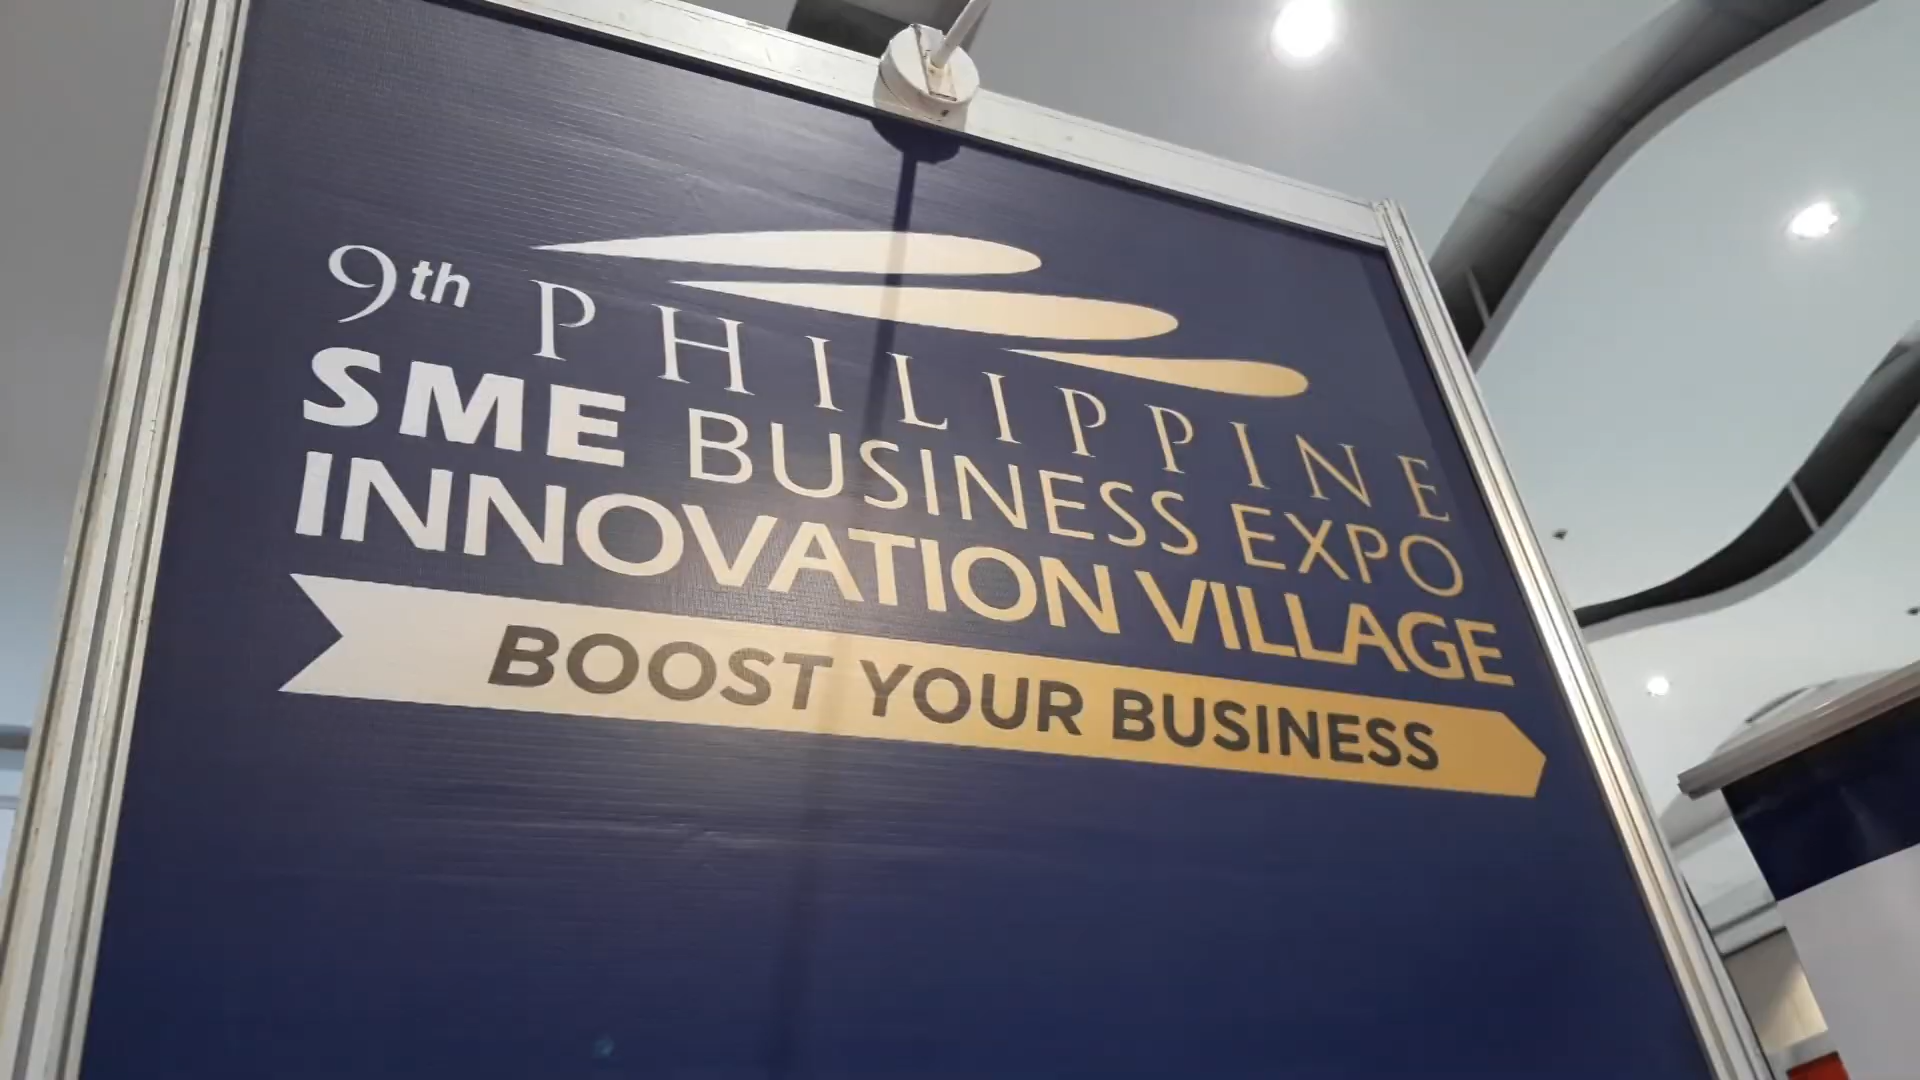 9th PHILIPPINE
SME BUSINESS EXPO
INNOVATION VILLAGE
BOOST YOUR BUSINESS